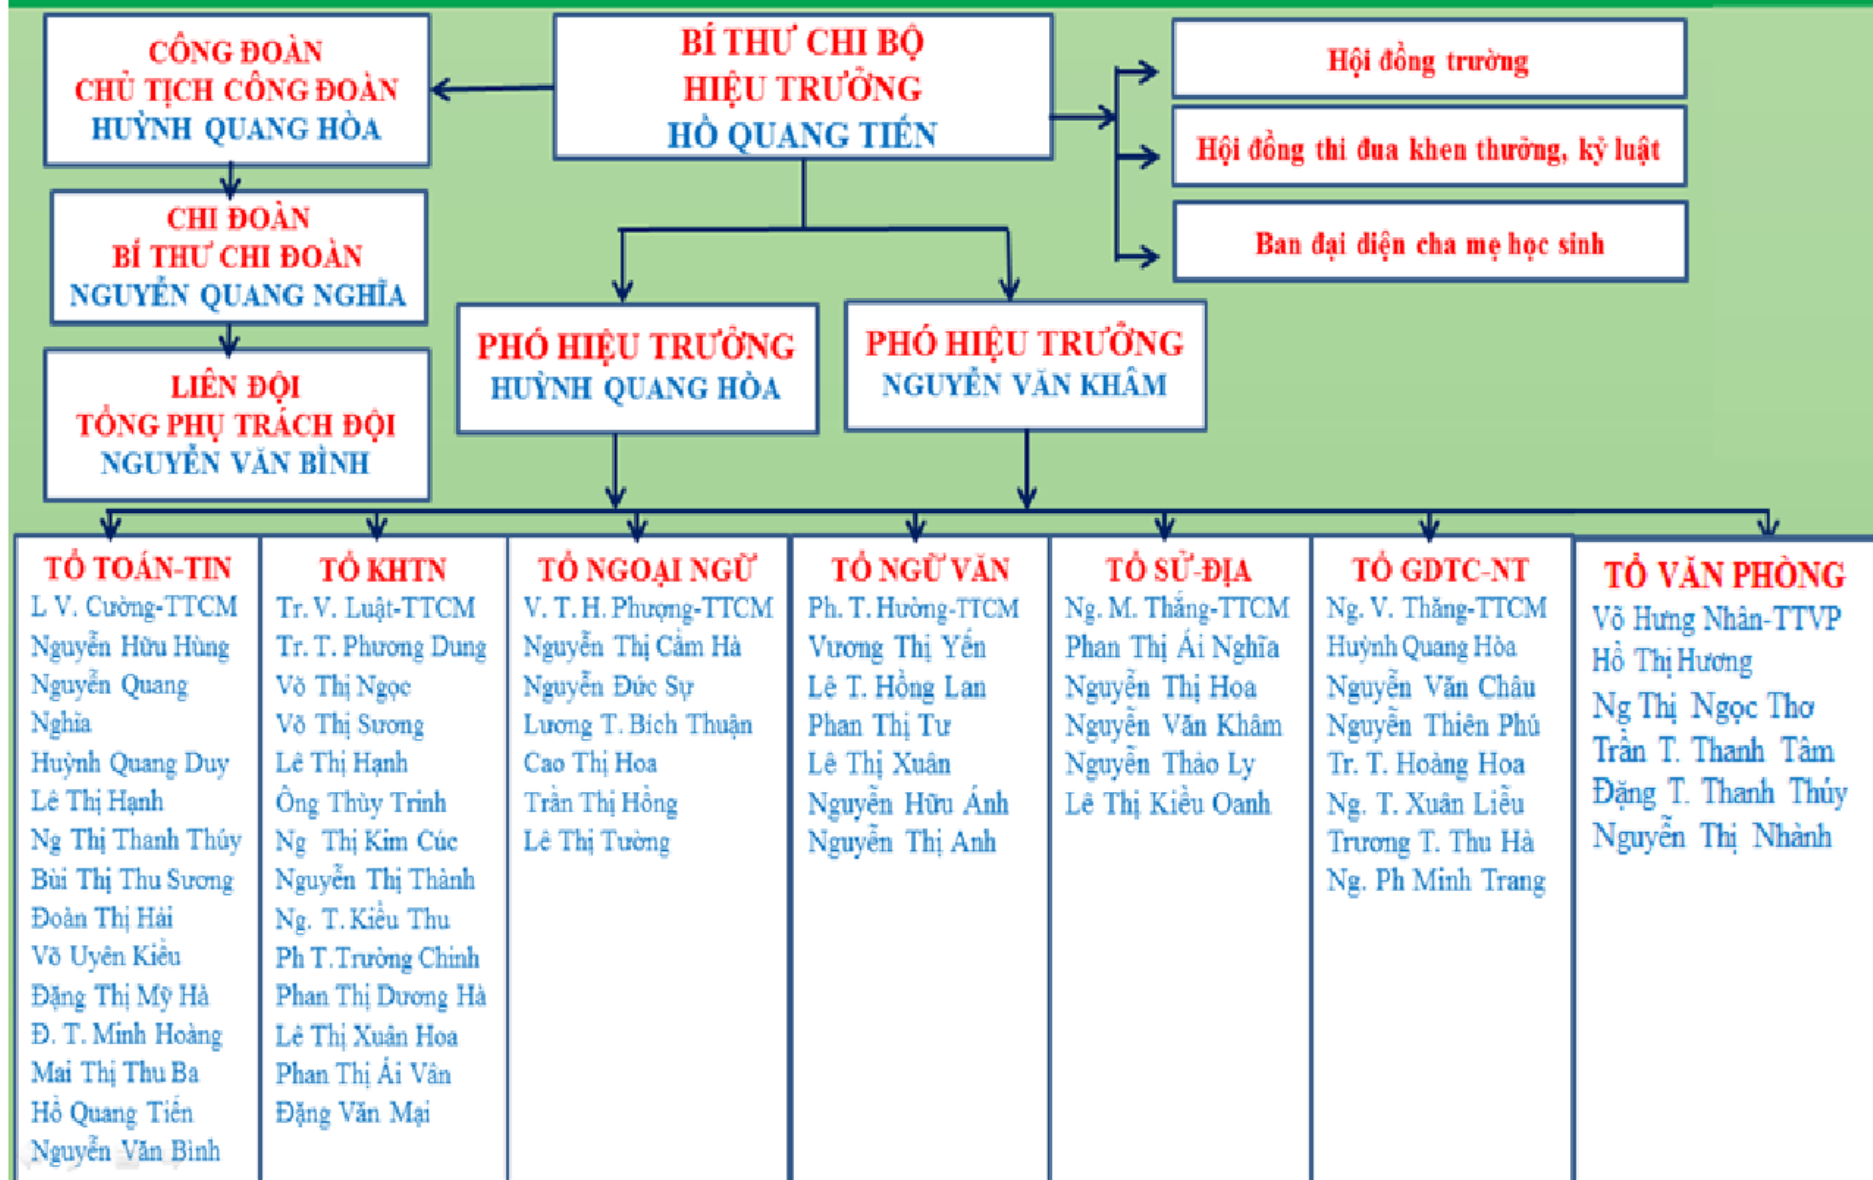 CÔNG ĐOÀN
CHỦ TỊCH CÔNG ĐOÀN
HUỲNH QUANG HÒA
BÍ THƯ CHI BỘ
HIỆU TRƯỞNG
HỒ QUANG TIẾN
Hội đồng trường
Hội đồng thi đua khen thưởng, kỷ luật
Ban đại diện cha mẹ học sinh
CHI ĐOÀN
BÍ THƯ CHI ĐOÀN
NGUYỄN QUANG NGHĨA
LIÊN ĐỘI
TỔNG PHỤ TRÁCH ĐỘI
NGUYỄN VĂN BÌNH
PHÓ HIỆU TRƯỞNG
HUỲNH QUANG HÒA
PHÓ HIỆU TRƯỞNG
NGUYỄN VĂN KHÂM
TỔ TOÁN-TIN
L V. Cường-TTCM
Nguyễn Hữu Hùng
Nguyễn Quang
Nghĩa
Huỳnh Quang Duy
Lê Thị Hạnh
Ng Thị Thanh Thúy
Bùi Thị Thu Sương
Đoàn Thị Hải
Võ Uyên Kiều
Đặng Thị Mỹ Hà
Đ. T. Minh Hoàng
Mai Thị Thu Ba
Hồ Quang Tiến
Nguyễn Văn Bình
TỔ KHTN
Tr. V. Luật-TTCM
Tr. T. Phương Dung
Võ Thị Ngọc
Võ Thị Sương
Lê Thị Hạnh
Ông Thùy Trinh
Ng Thị Kim Cúc
Nguyễn Thị Thành
Ng. T. Kiều Thu
Ph T.Trường Chinh
Phan Thị Dương Hà
Lê Thị Xuân Hoa
Phan Thị Ái Vân
Đặng Văn Mại
TỔ NGOẠI NGỮ
V. T. H. Phượng-TTCM
Nguyễn Thị Cẩm Hà
Nguyễn Đức Sự
Lương T. Bích Thuận
Cao Thị Hoa
Trần Thị Hồng
Lê Thị Tường
TỔ NGỮ VĂN
Ph. T. Hường-TTCM
Vương Thị Yến
Lê T. Hồng Lan
Phan Thị Tư
Lê Thị Xuân
Nguyễn Hữu Ánh
Nguyễn Thị Anh
TỔ SỬ-ĐỊA
Ng. M. Thắng-TTCM
Phan Thị Ái Nghĩa
Nguyễn Thị Hoa
Nguyễn Văn Khâm
Nguyễn Thảo Ly
Lê Thị Kiều Oanh
TỔ GDTC-NT
Ng. V. Thăng-TTCM
Huỳnh Quang Hòa
Nguyễn Văn Châu
Nguyễn Thiên Phú
Tr. T. Hoàng Hoa
Ng. T. Xuân Liễu
Trương T. Thu Hà
Ng. Ph Minh Trang
TỔ VĂN PHÒNG
Võ Hưng Nhân-TTVP
Hồ Thị Hương
Ng Thị Ngọc Thơ
Trần T. Thanh Tâm
Đặng T. Thanh Thúy
Nguyễn Thị Nhành